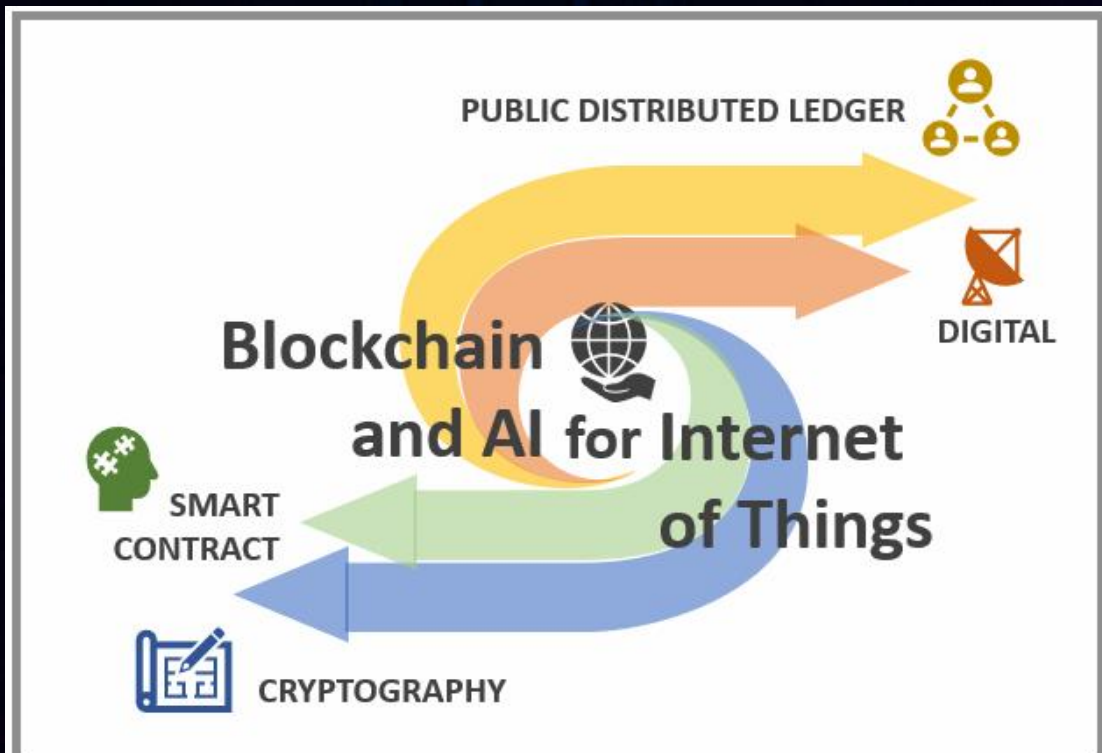 PUBLIC DISTRIBUTED LEDGER
DIGITAL
Blockchain
and AI for Internet
of Things
SMART
CONTRACT
CRYPTOGRAPHY